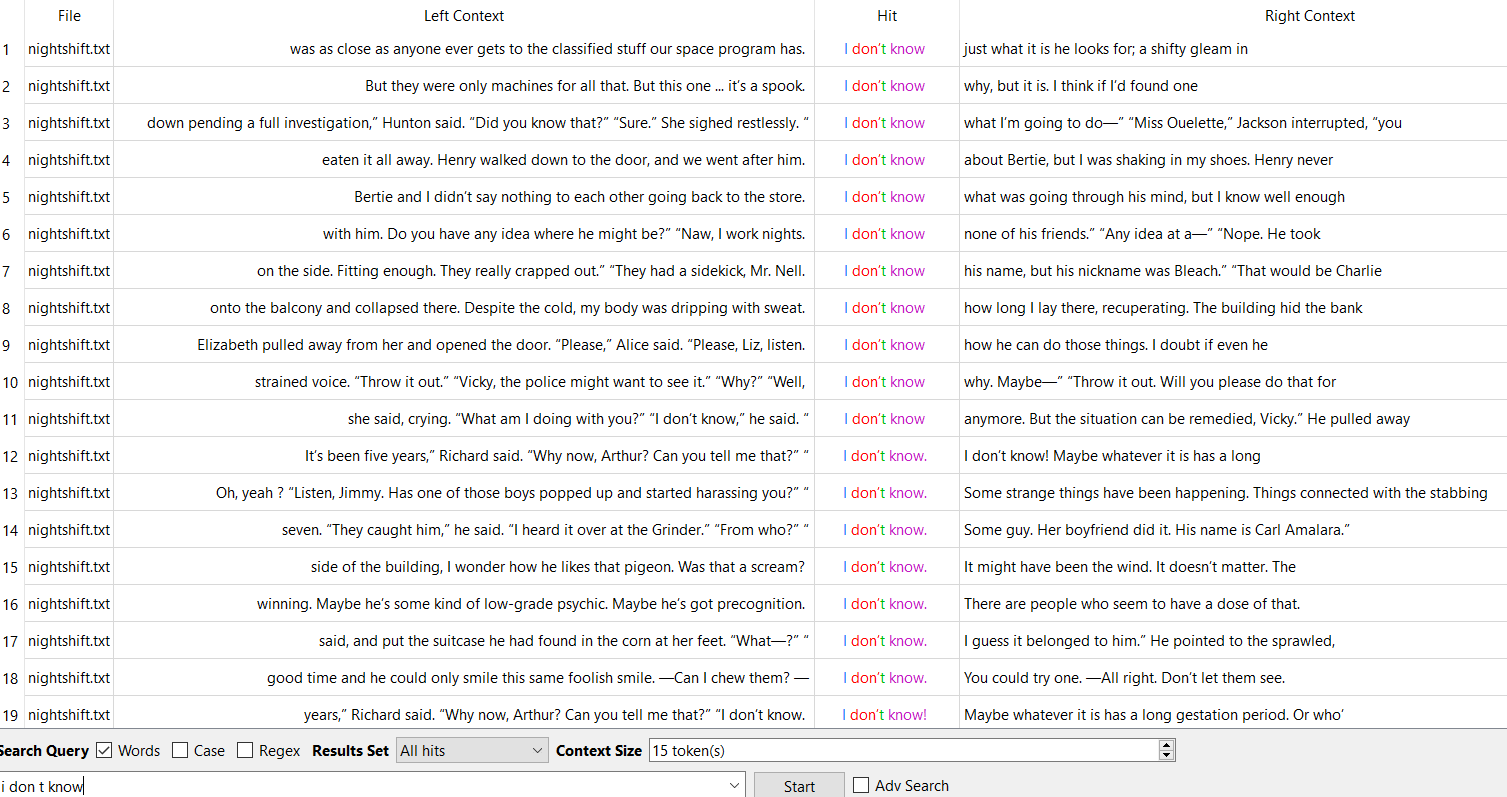 File Left Context Hit Right Context
1 nightshift.txt was as close as anyone ever gets to the classified stuff our space program has. I don’t know just what it is he looks for; a shifty gleam in
2 nightshift.txt But they were only machines for all that. But this one ... it’s a spook. I don’t know why, but it is. I think if I’d found one
3 nightshift.txt down pending a full investigation,” Hunton said. “Did you know that?” “Sure.” She sighed restlessly. “ I don’t know what I’m going to do—” “Miss Ouelette,” Jackson interrupted, “you
4 nightshift.txt eaten it all away. Henry walked down to the door, and we went after him. I don’t know about Bertie, but I was shaking in my shoes. Henry never
5 nightshift.txt Bertie and I didn’t say nothing to each other going back to the store. I don’t know what was going through his mind, but I know well enough
6 nightshift.txt with him. Do you have any idea where he might be?” “Naw, I work nights. I don’t know none of his friends.” “Any idea at a—” “Nope. He took
7 nightshift.txt on the side. Fitting enough. They really crapped out.” “They had a sidekick, Mr. Nell. I don’t know his name, but his nickname was Bleach.” “That would be Charlie
8 nightshift.txt onto the balcony and collapsed there. Despite the cold, my body was dripping with sweat. I don’t know how long I lay there, recuperating. The building hid the bank
9 nightshift.txt Elizabeth pulled away from her and opened the door. “Please,” Alice said. “Please, Liz, listen. I don’t know how he can do those things. I doubt if even he
10 nightshift.txt strained voice. “Throw it out.” “Vicky, the police might want to see it.” “Why?” “Well, I don’t know why. Maybe—” “Throw it out. Will you please do that for
11 nightshift.txt she said, crying. “What am I doing with you?” “I don’t know,” he said. “ I don’t know anymore. But the situation can be remedied, Vicky.” He pulled away
12 nightshift.txt It’s been five years,” Richard said. “Why now, Arthur? Can you tell me that?” “ I don’t know. I don’t know! Maybe whatever it is has a long
13 nightshift.txt Oh, yeah ? “Listen, Jimmy. Has one of those boys popped up and started harassing you?” “ I don’t know. Some strange things have been happening. Things connected with the stabbing
14 nightshift.txt seven. “They caught him,” he said. “I heard it over at the Grinder.” “From who?” “ I don’t know. Some guy. Her boyfriend did it. His name is Carl Amalara.”
15 nightshift.txt side of the building, I wonder how he likes that pigeon. Was that a scream? I don’t know. It might have been the wind. It doesn’t matter. The
16 nightshift.txt winning. Maybe he’s some kind of low-grade psychic. Maybe he’s got precognition. I don’t know. There are people who seem to have a dose of that.
17 nightshift.txt said, and put the suitcase he had found in the corn at her feet. “What—?” “ I don’t know. I guess it belonged to him.” He pointed to the sprawled,
18 nightshift.txt good time and he could only smile this same foolish smile. —Can I chew them? — I don’t know. You could try one. —All right. Don’t let them see.
19 nightshift.txt years,” Richard said. “Why now, Arthur? Can you tell me that?” “I don’t know. I don’t know! Maybe whatever it is has a long gestation period. Or who’
Search Query Words Case Regex Results Set All hits Context Size 15 token(s)
i don t know Start Adv Search